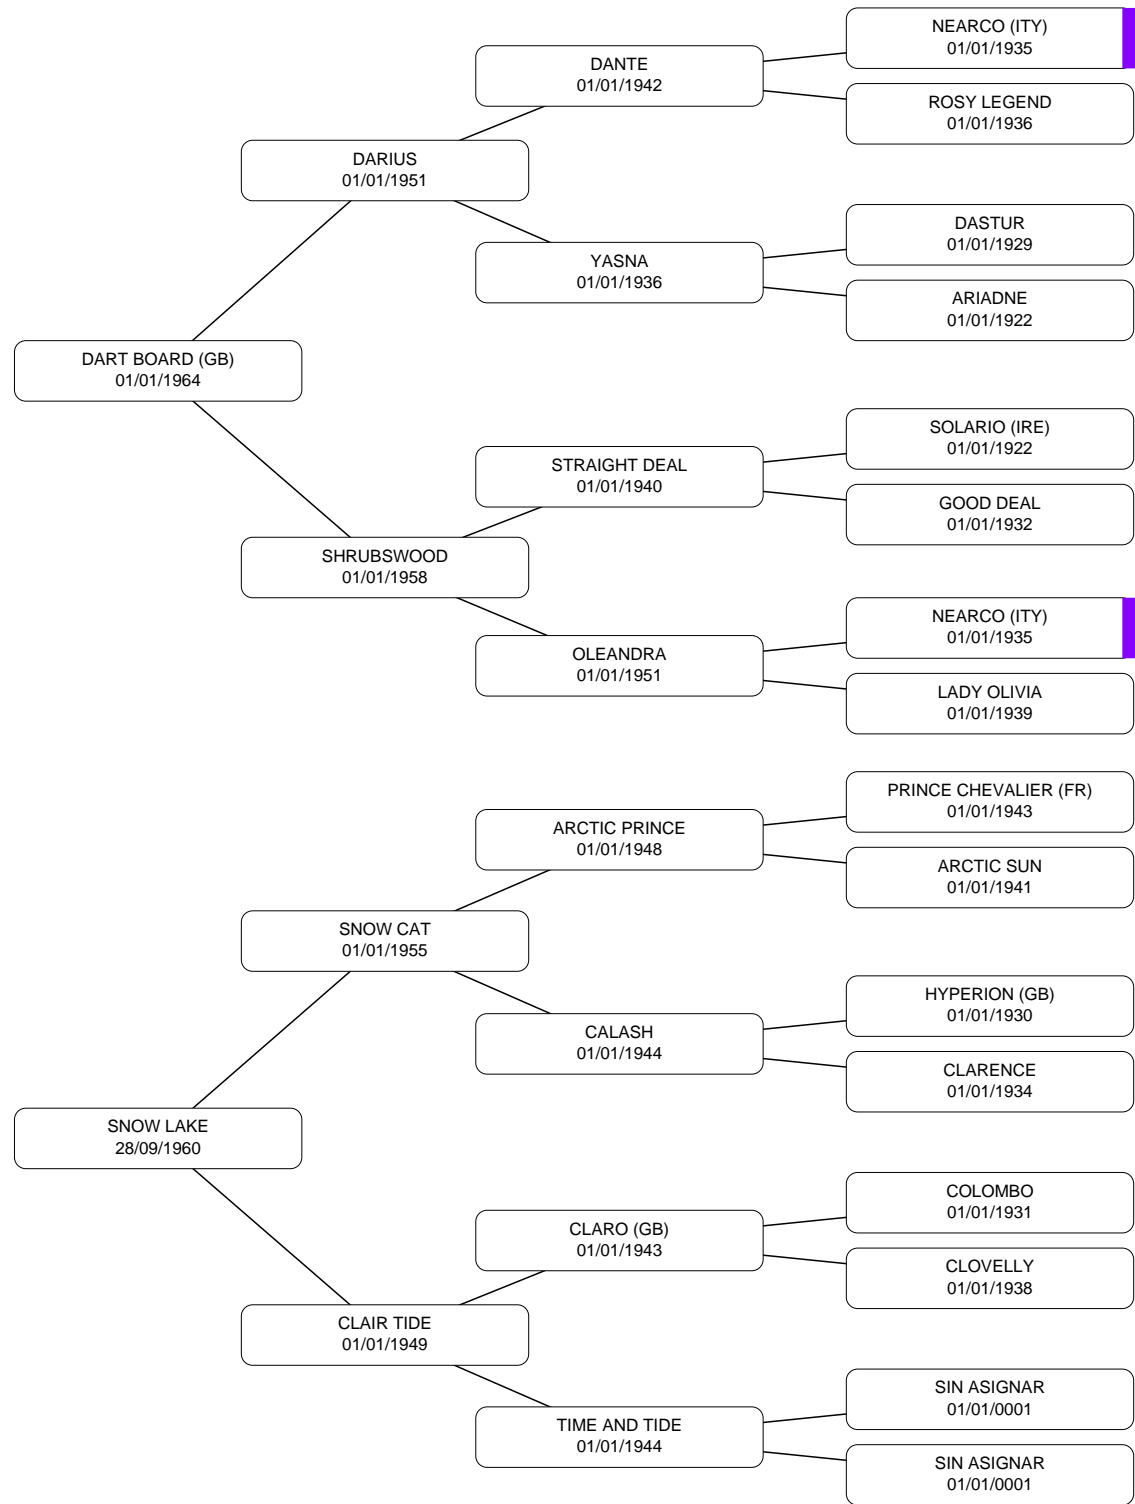 NEARCO (ITY)
01/01/1935
DANTE
01/01/1942
ROSY LEGEND
01/01/1936
DARIUS
01/01/1951
DASTUR
01/01/1929
YASNA
01/01/1936
ARIADNE
01/01/1922
DART BOARD (GB)
01/01/1964
SOLARIO (IRE)
01/01/1922
STRAIGHT DEAL
01/01/1940
GOOD DEAL
01/01/1932
SHRUBSWOOD
01/01/1958
NEARCO (ITY)
01/01/1935
OLEANDRA
01/01/1951
LADY OLIVIA
01/01/1939
PRINCE CHEVALIER (FR)
01/01/1943
ARCTIC PRINCE
01/01/1948
ARCTIC SUN
01/01/1941
SNOW CAT
01/01/1955
HYPERION (GB)
01/01/1930
CALASH
01/01/1944
CLARENCE
01/01/1934
SNOW LAKE
28/09/1960
COLOMBO
01/01/1931
CLARO (GB)
01/01/1943
CLOVELLY
01/01/1938
CLAIR TIDE
01/01/1949
SIN ASIGNAR
01/01/0001
TIME AND TIDE
01/01/1944
SIN ASIGNAR
01/01/0001